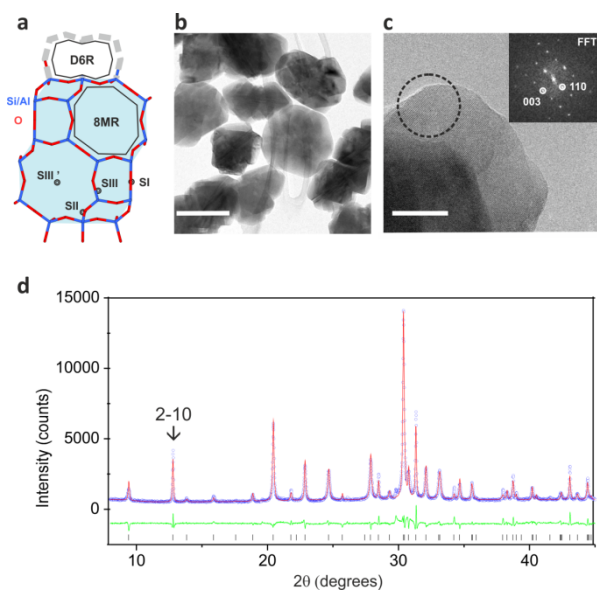 a
D6R
Si/Al
O
8MR
SIII'
SIII
SI
SII
b
c
FFT
003
110
d
15000
10000
5000
0
Intensity (counts)
2-10
10
20
30
40
2θ (degrees)